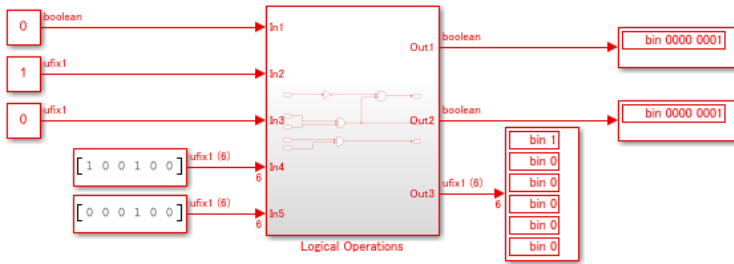 0
boolean
In1
1
ufix1
In2
0
ufix1
In3
[1 0 0 1 0 0]
ufix1 (6)
6
In4
[0 0 0 1 0 0]
ufix1 (6)
6
In5
Out1
boolean
bin 0000 0001
Out2
boolean
bin 0000 0001
Out3
ufix1 (6)
6
bin 1
bin 0
bin 0
bin 0
bin 0
bin 0
Logical Operations